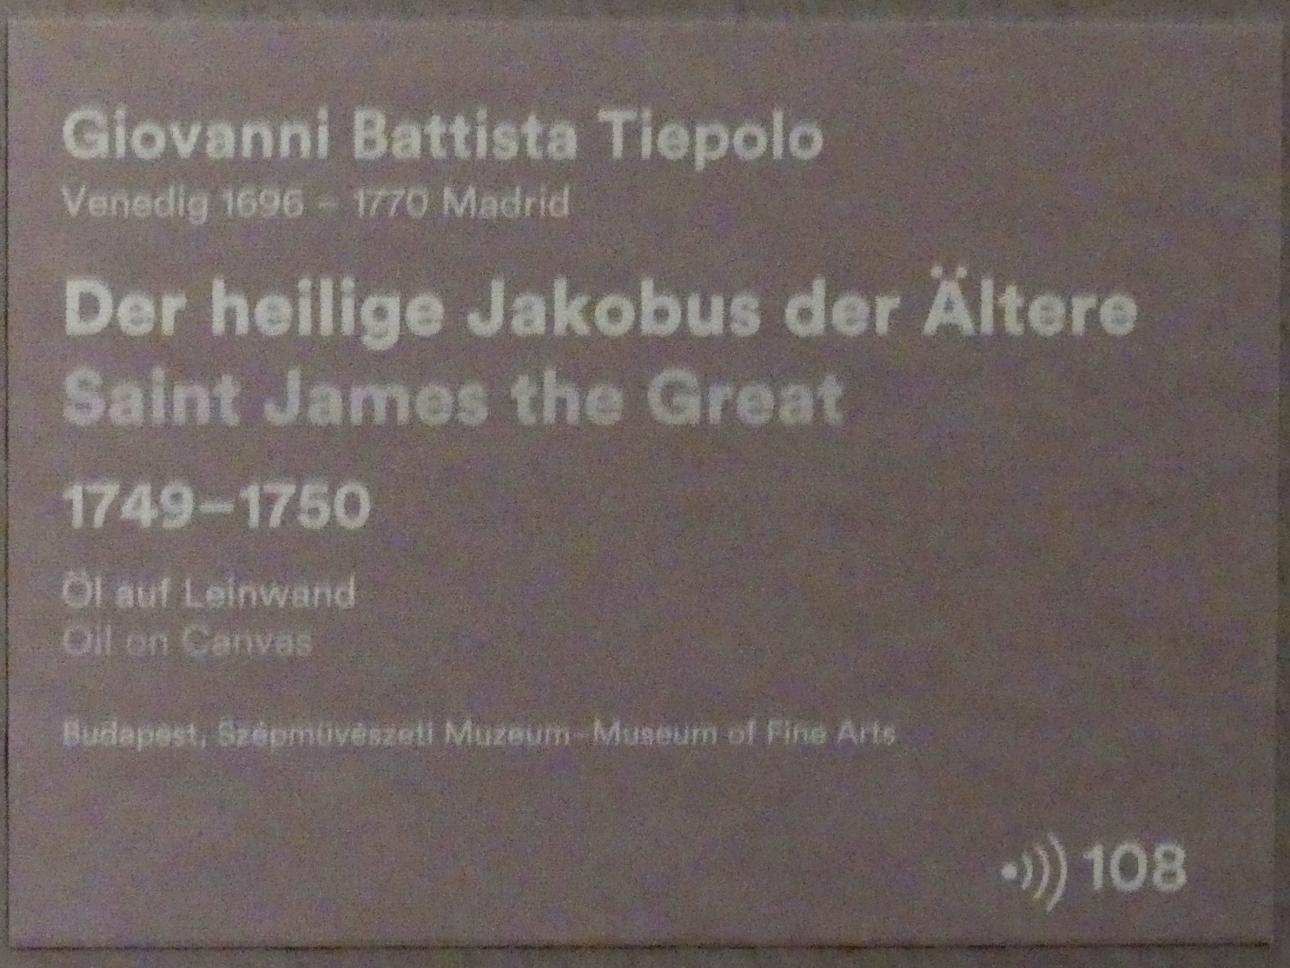 Giovanni Battista Tiepolo
Venedig 1696 – 1770 Madrid
Der heilige Jakobus der Ältere
Saint James the Great
1749–1750
Öl auf Leinwand
Oil on Canvas
Budapest, Szépművészeti Muzeum–Museum of Fine Arts
108